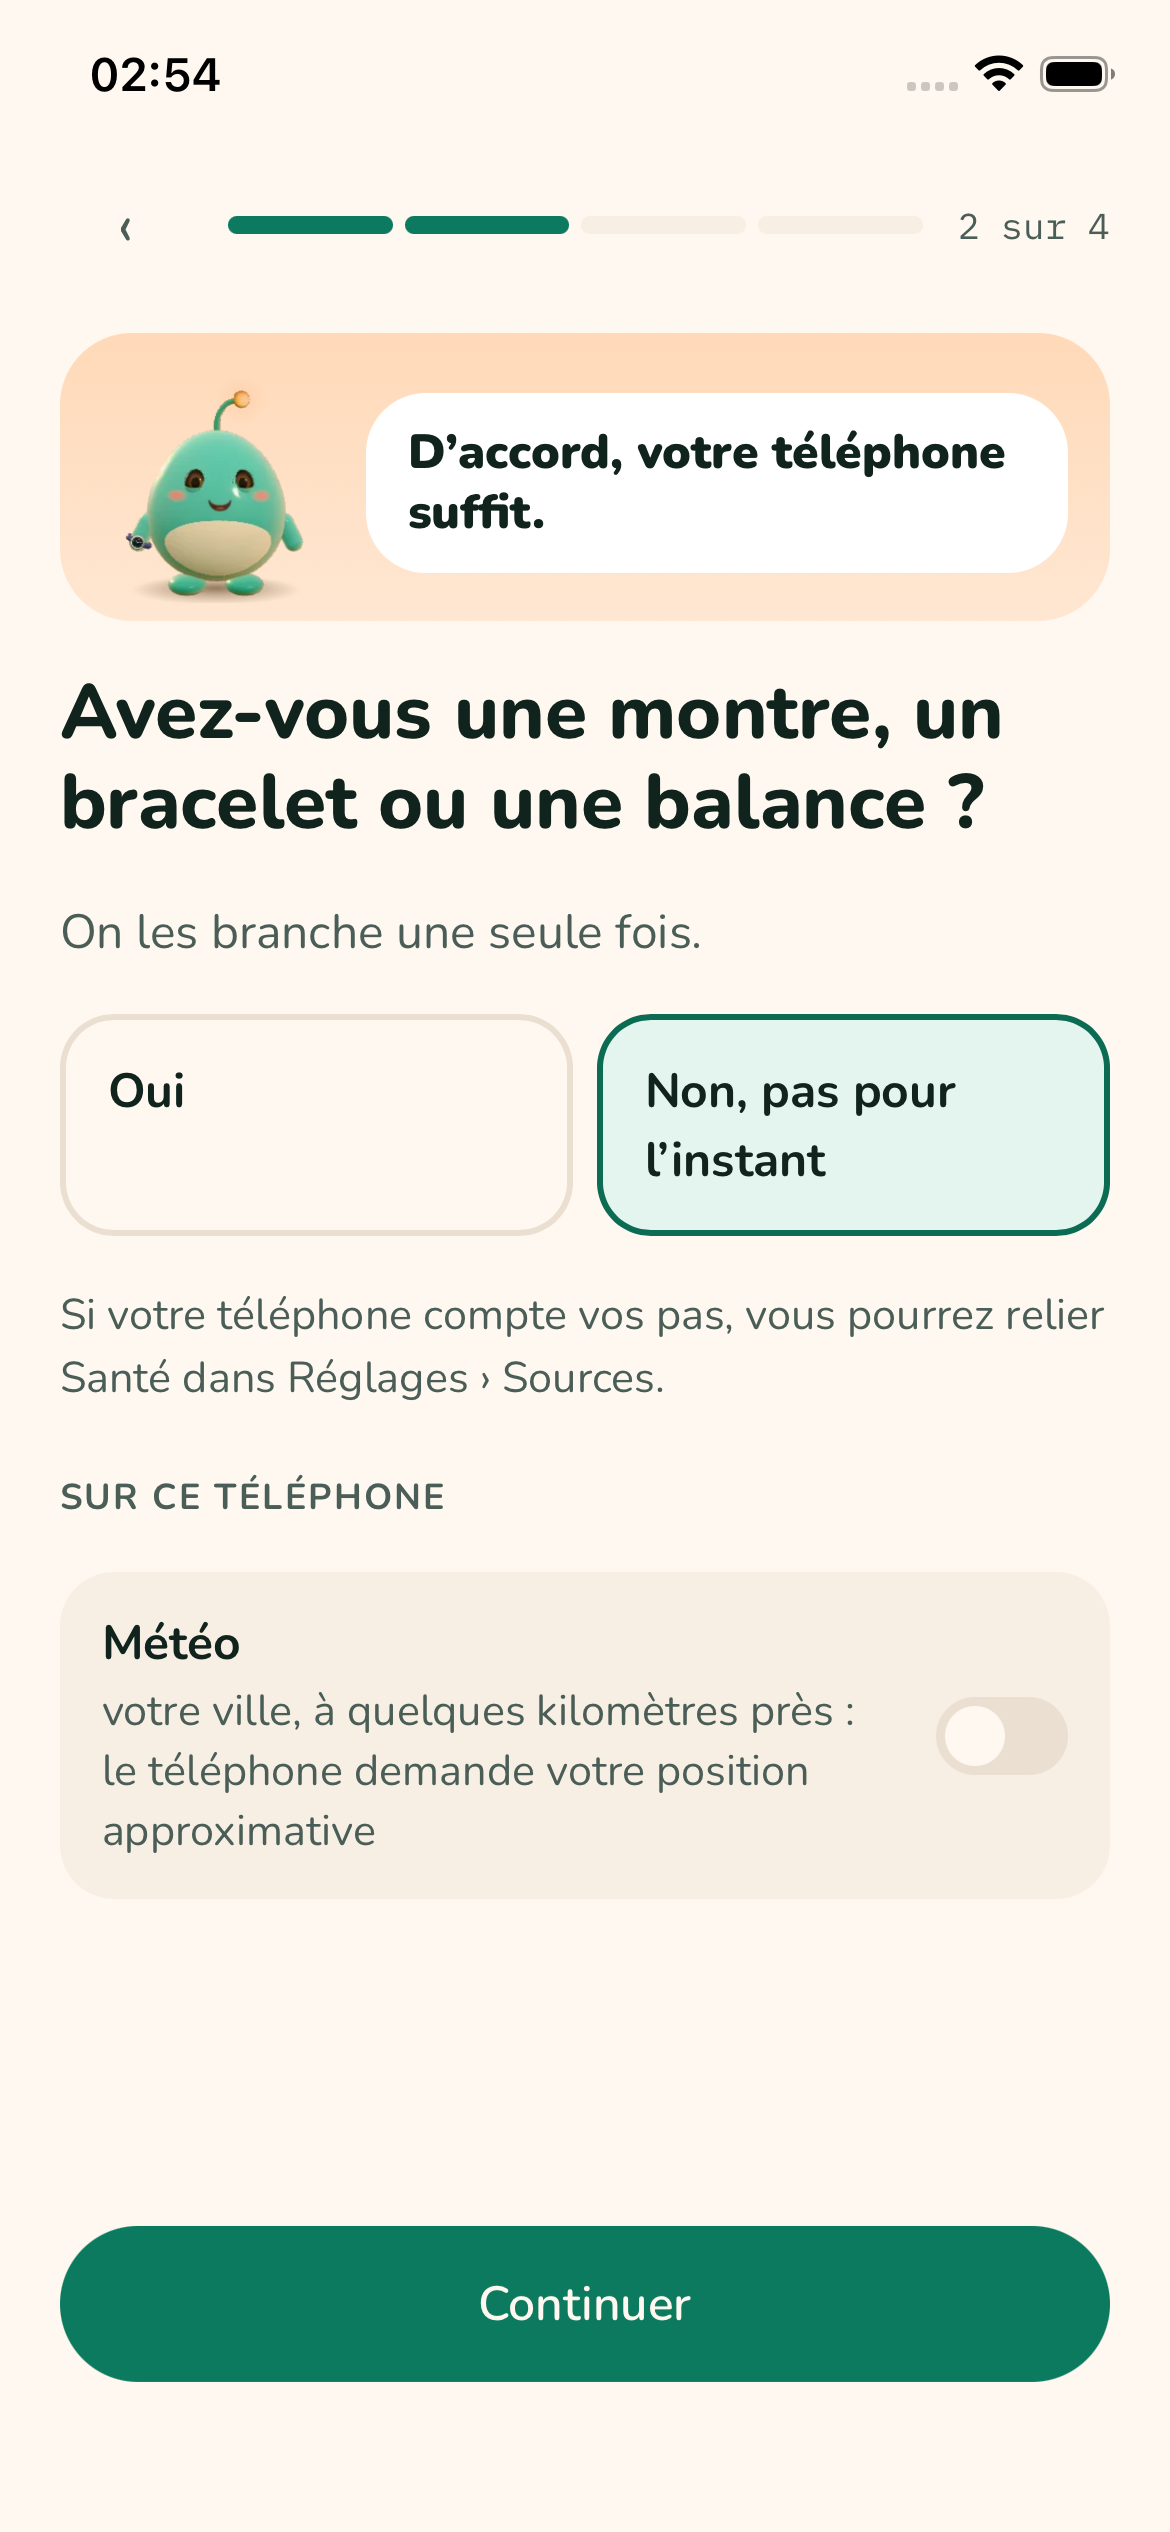 02:54
‹
2 sur 4
D’accord, votre téléphone
suffit.
Avez-vous une montre, un
bracelet ou une balance ?
On les branche une seule fois.
Oui
Non, pas pour
l’instant
Si votre téléphone compte vos pas, vous pourrez relier
Santé dans Réglages › Sources.
SUR CE TÉLÉPHONE
Météo
votre ville, à quelques kilomètres près :
le téléphone demande votre position
approximative
Continuer